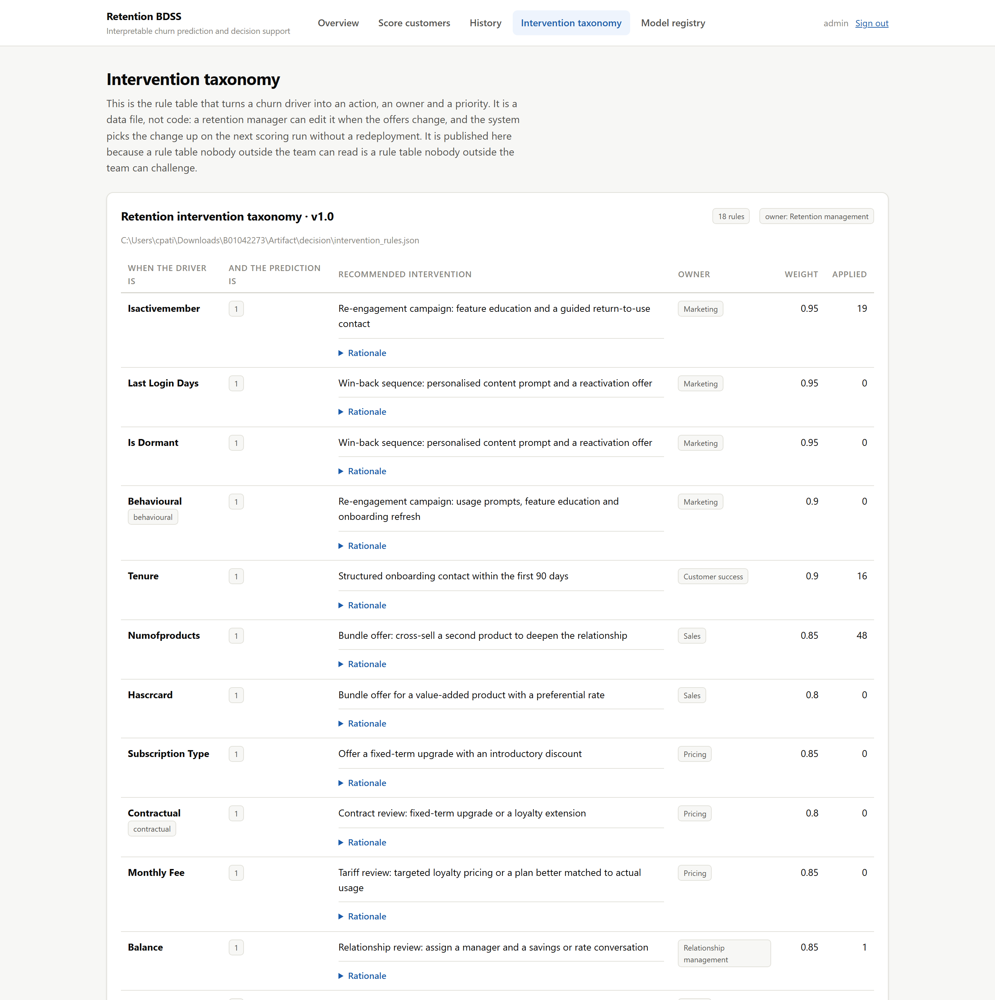 Retention BDSS
Interpretable churn prediction and decision support
Overview
Score customers
History
Intervention taxonomy
Model registry
admin
Sign out
Intervention taxonomy
This is the rule table that turns a churn driver into an action, an owner and a priority. It is a
data file, not code: a retention manager can edit it when the offers change, and the system
picks the change up on the next scoring run without a redeployment. It is published here
because a rule table nobody outside the team can read is a rule table nobody outside the
team can challenge.
Retention intervention taxonomy · v1.0
18 rules
owner: Retention management
C:\Users\cpati\Downloads\B01042273\Artifact\decision\intervention_rules.json
WHEN THE DRIVER
IS
AND THE PREDICTION
IS
RECOMMENDED INTERVENTION
OWNER
WEIGHT
APPLIED
Isactivemember
1
Re-engagement campaign: feature education and a guided return-to-use
contact
Rationale
Marketing
0.95
19
Last Login Days
1
Win-back sequence: personalised content prompt and a reactivation offer
Rationale
Marketing
0.95
0
Is Dormant
1
Win-back sequence: personalised content prompt and a reactivation offer
Rationale
Marketing
0.95
0
Behavioural
behavioural
1
Re-engagement campaign: usage prompts, feature education and
onboarding refresh
Rationale
Marketing
0.9
0
Tenure
1
Structured onboarding contact within the first 90 days
Rationale
Customer success
0.9
16
Numofproducts
1
Bundle offer: cross-sell a second product to deepen the relationship
Rationale
Sales
0.85
48
Hascrcard
1
Bundle offer for a value-added product with a preferential rate
Rationale
Sales
0.8
0
Subscription Type
1
Offer a fixed-term upgrade with an introductory discount
Rationale
Pricing
0.85
0
Contractual
contractual
1
Contract review: fixed-term upgrade or a loyalty extension
Rationale
Pricing
0.8
0
Monthly Fee
1
Tariff review: targeted loyalty pricing or a plan better matched to actual
usage
Rationale
Pricing
0.85
0
Balance
1
Relationship review: assign a manager and a savings or rate conversation
Rationale
Relationship
management
0.85
1